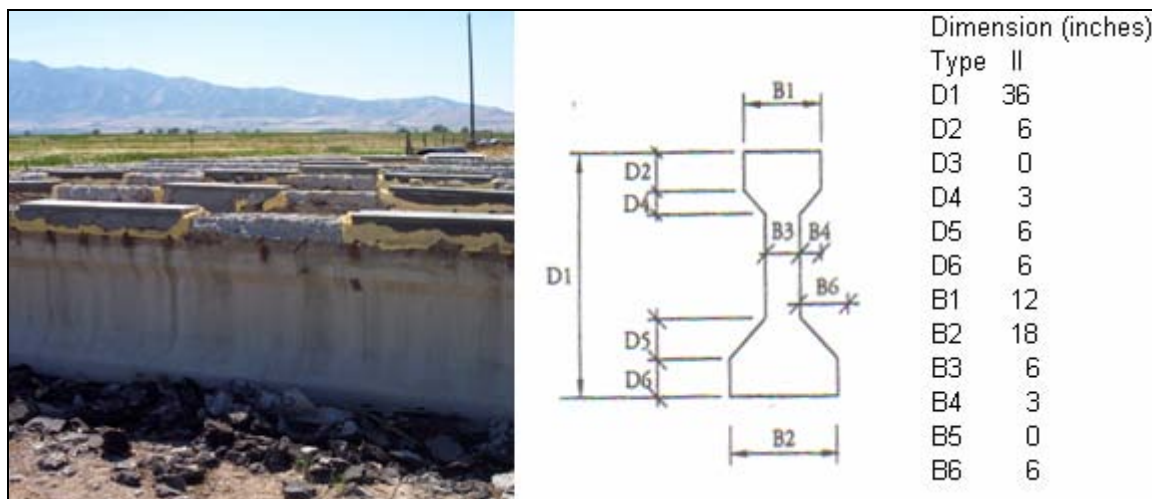 B1
D2
D4
B3 B4
D1
B6
D5
D6
B2
Dimension (inches)
Type II
D1 36
D2 6
D3 0
D4 3
D5 6
D6 6
B1 12
B2 18
B3 6
B4 3
B5 0
B6 6